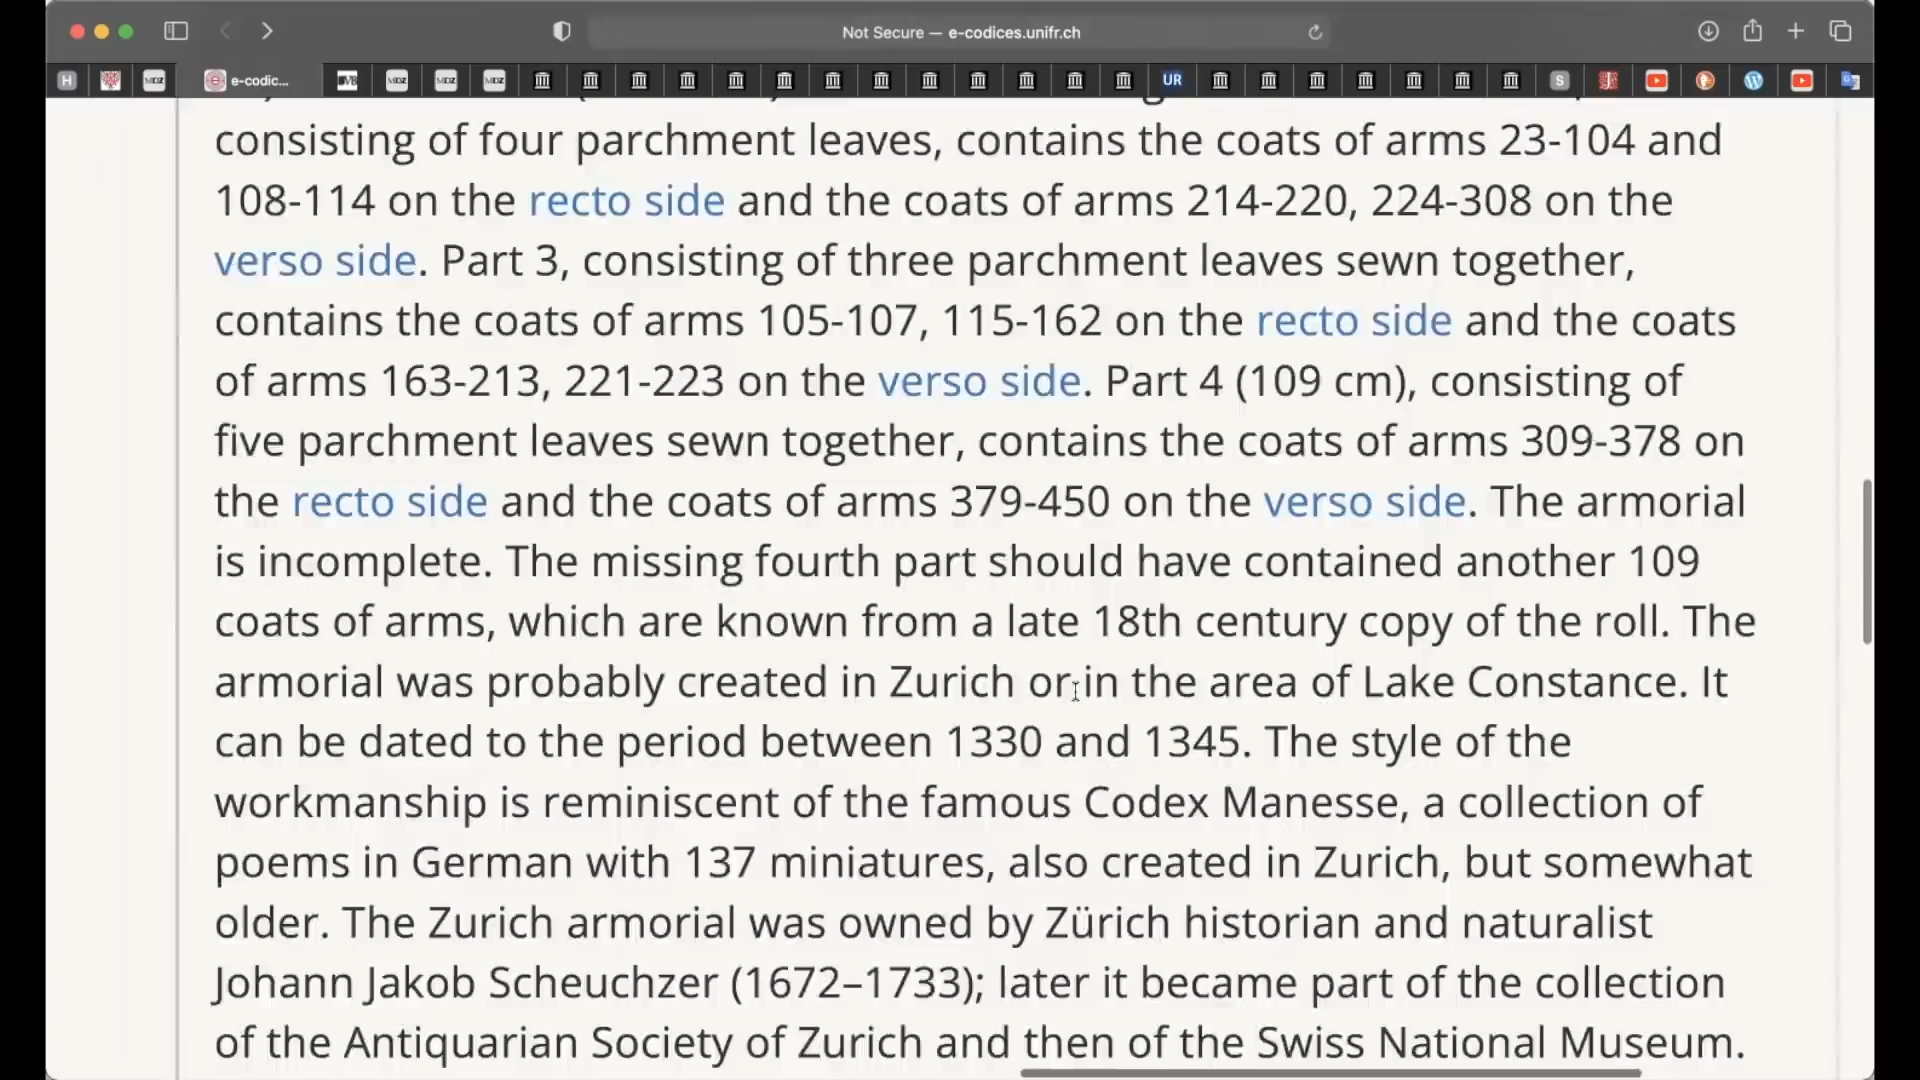 Not Secure — e-codices.unifr.ch
H MDZ e-codic... BVB MDZ MDZ MDZ UR S
consisting of four parchment leaves, contains the coats of arms 23-104 and
108-114 on the recto side and the coats of arms 214-220, 224-308 on the
verso side. Part 3, consisting of three parchment leaves sewn together,
contains the coats of arms 105-107, 115-162 on the recto side and the coats
of arms 163-213, 221-223 on the verso side. Part 4 (109 cm), consisting of
five parchment leaves sewn together, contains the coats of arms 309-378 on
the recto side and the coats of arms 379-450 on the verso side. The armorial
is incomplete. The missing fourth part should have contained another 109
coats of arms, which are known from a late 18th century copy of the roll. The
armorial was probably created in Zurich or in the area of Lake Constance. It
can be dated to the period between 1330 and 1345. The style of the
workmanship is reminiscent of the famous Codex Manesse, a collection of
poems in German with 137 miniatures, also created in Zurich, but somewhat
older. The Zurich armorial was owned by Zürich historian and naturalist
Johann Jakob Scheuchzer (1672–1733); later it became part of the collection
of the Antiquarian Society of Zurich and then of the Swiss National Museum.